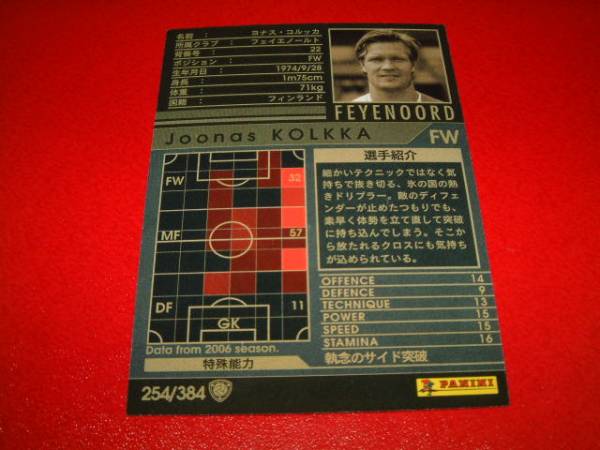 名前 : ヨナス・コルッカ
所属クラブ : フェイエノールト
背番号 : 22
ポジション : FW
生年月日 : 1974/9/28
身長 : 1m75cm
体重 : 71kg
国籍 : フィンランド
FEYENOORD
Joonas KOLKKA FW
FW 32
MF 57
DF 11
GK
Data from 2006 season.
選手紹介
細かいテクニックではなく気
持ちで抜き切る、氷の国の熱
きドリブラー。敵のディフェ
ンダーが止めたつもりでも、
素早く体勢を立て直して突破
に持ち込んでしまう。そこか
ら放たれるクロスにも気持ち
が込められている。
OFFENCE 14
DEFENCE 9
TECHNIQUE 13
POWER 15
SPEED 15
STAMINA 16
特殊能力 執念のサイド突破
254/384
PANINI